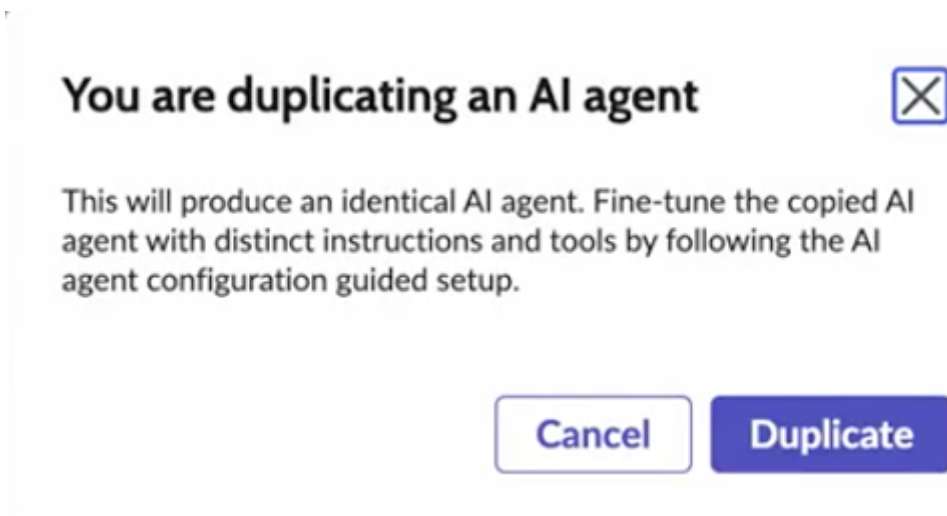 You are duplicating an AI agent
This will produce an identical AI agent. Fine-tune the copied AI
agent with distinct instructions and tools by following the AI
agent configuration guided setup.
Cancel Duplicate